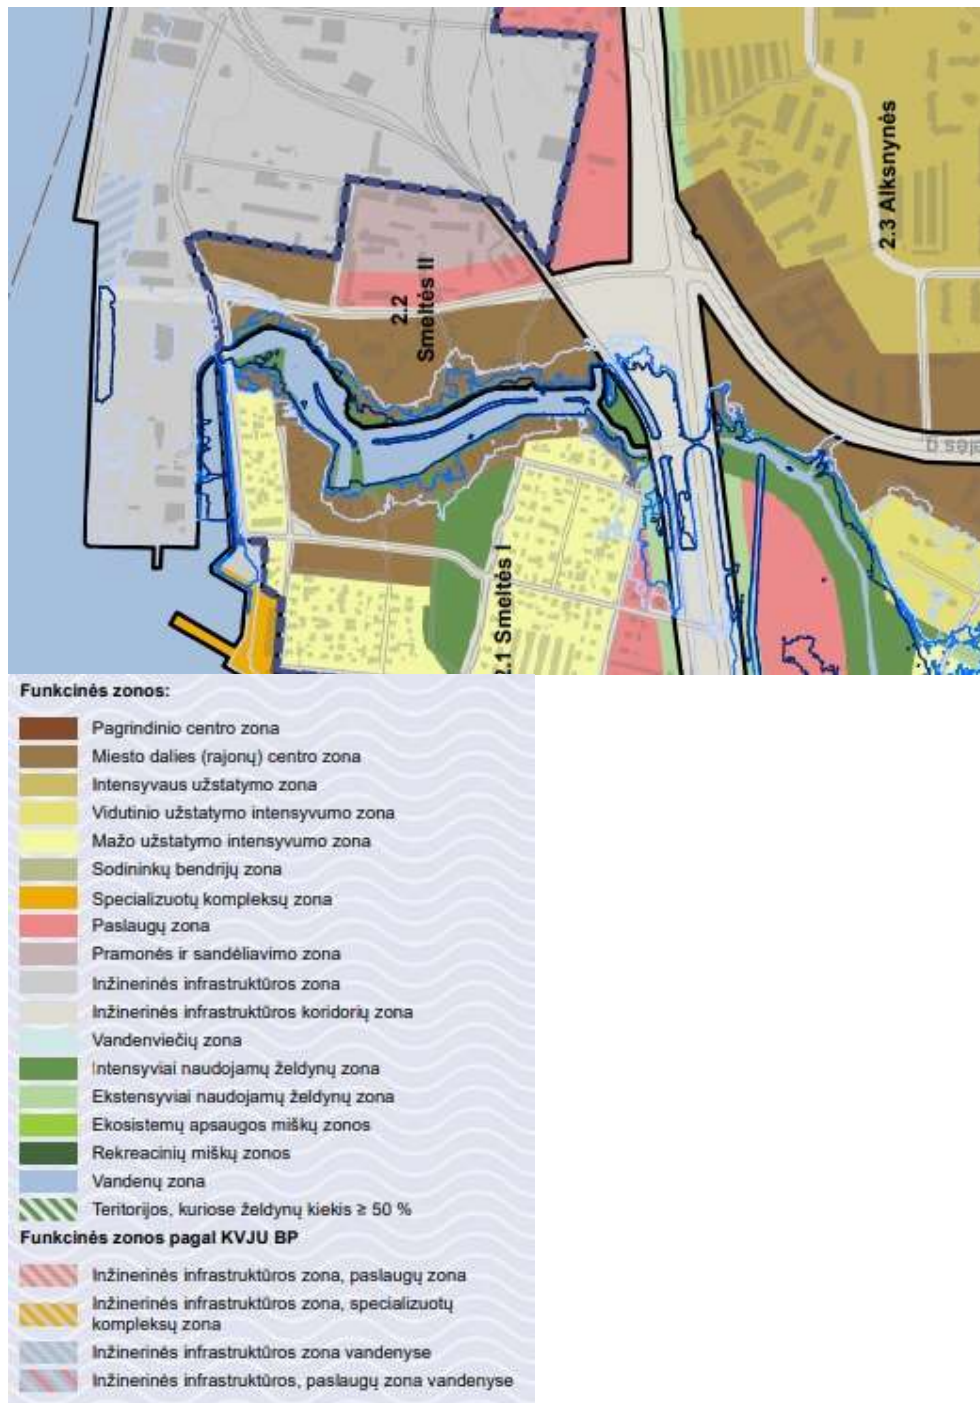 2.3 Alksnynės
2.2
Smeltės II
2.1 Smeltės I
Funkcinės zonos:
Pagrindinio centro zona
Miesto dalies (rajonų) centro zona
Intensyvaus užstatymo zona
Vidutinio užstatymo intensyvumo zona
Mažo užstatymo intensyvumo zona
Sodininkų bendrijų zona
Specializuotų kompleksų zona
Paslaugų zona
Pramonės ir sandėliavimo zona
Inžinerinės infrastruktūros zona
Inžinerinės infrastruktūros koridorių zona
Vandenviečių zona
Intensyviai naudojamų želdynų zona
Ekstensyviai naudojamų želdynų zona
Ekosistemų apsaugos miškų zonos
Rekreacinių miškų zonos
Vandenų zona
Teritorijos, kuriose želdynų kiekis ≥ 50 %
Funkcinės zonos pagal KVJU BP
Inžinerinės infrastruktūros zona, paslaugų zona
Inžinerinės infrastruktūros zona, specializuotų
kompleksų zona
Inžinerinės infrastruktūros zona vandenyse
Inžinerinės infrastruktūros, paslaugų zona vandenyse